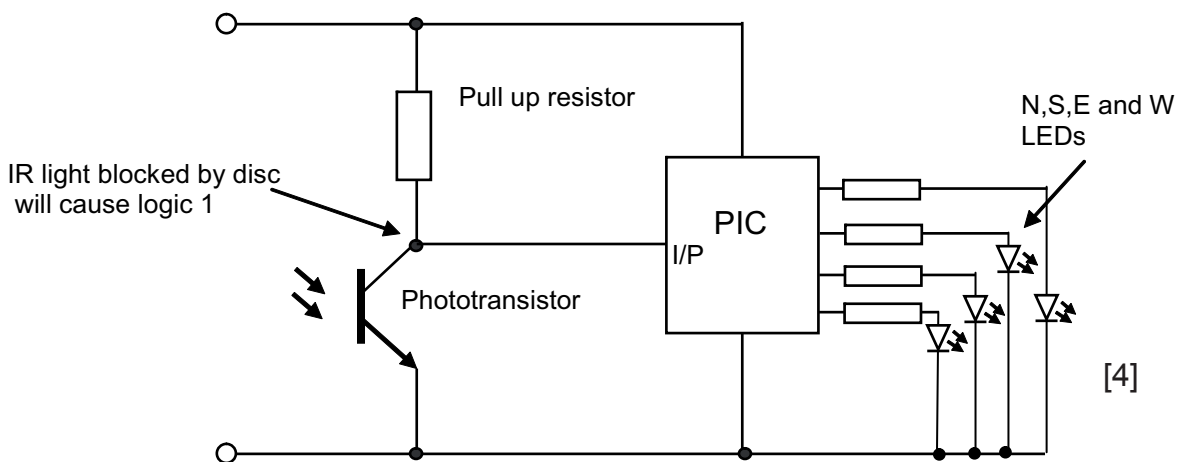 Pull up resistor
N,S,E and W
LEDs
IR light blocked by disc
will cause logic 1
PIC
I/P
Phototransistor
[4]